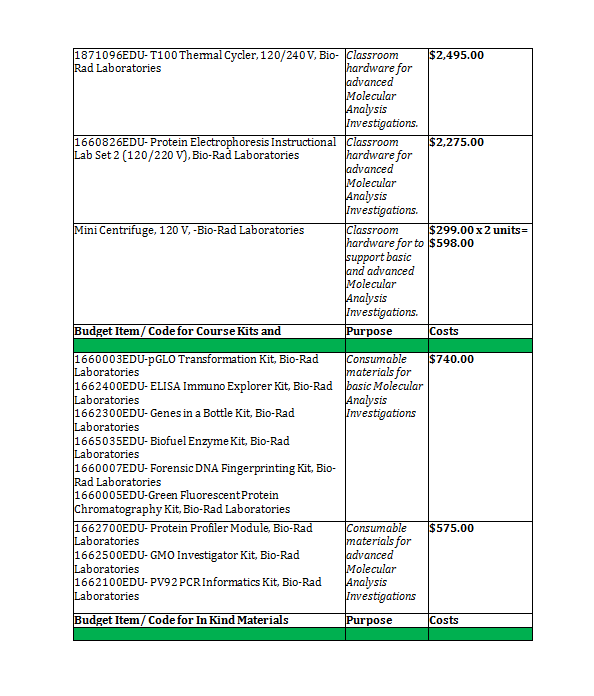 1871096EDU- T100 Thermal Cycler, 120/240 V, Bio-
Rad Laboratories
Classroom
hardware for
advanced
Molecular
Analysis
Investigations.
$2,495.00
1660826EDU- Protein Electrophoresis Instructional
Lab Set 2 (120/220 V), Bio-Rad Laboratories
Classroom
hardware for
advanced
Molecular
Analysis
Investigations.
$2,275.00
Mini Centrifuge, 120 V, -Bio-Rad Laboratories
Classroom
hardware for to
support basic
and advanced
Molecular
Analysis
Investigations.
$299.00 x 2 units=
$598.00
Budget Item / Code for Course Kits and
Purpose
Costs
1660003EDU-pGLO Transformation Kit, Bio-Rad
Laboratories
1662400EDU- ELISA Immuno Explorer Kit, Bio-Rad
Laboratories
1662300EDU- Genes in a Bottle Kit, Bio-Rad
Laboratories
1665035EDU- Biofuel Enzyme Kit, Bio-Rad
Laboratories
1660007EDU- Forensic DNA Fingerprinting Kit, Bio-
Rad Laboratories
1660005EDU-Green Fluorescent Protein
Chromatography Kit, Bio-Rad Laboratories
Consumable
materials for
basic Molecular
Analysis
Investigations
$740.00
1662700EDU- Protein Profiler Module, Bio-Rad
Laboratories
1662500EDU- GMO Investigator Kit, Bio-Rad
Laboratories
1662100EDU- PV92 PCR Informatics Kit, Bio-Rad
Laboratories
Consumable
materials for
advanced
Molecular
Analysis
Investigations
$575.00
Budget Item / Code for In Kind Materials
Purpose
Costs